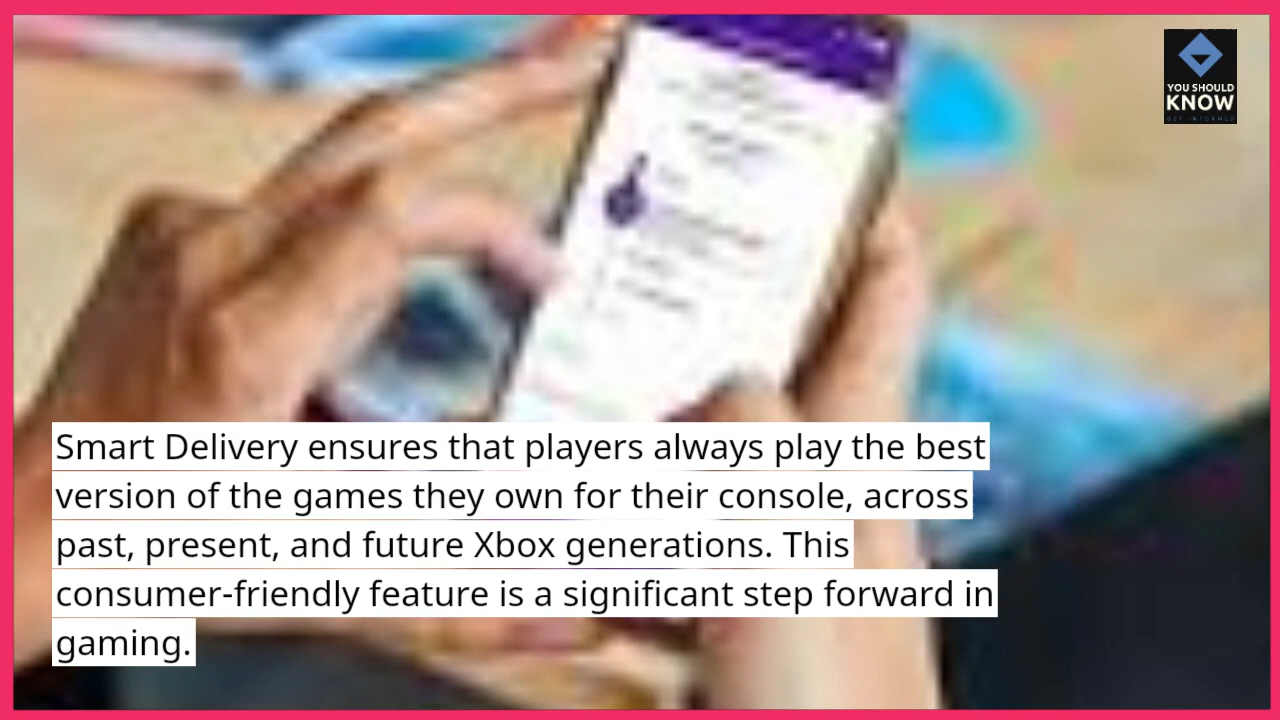 YOU SHOULD
KNOW
GET INFORMED
Smart Delivery ensures that players always play the best
version of the games they own for their console, across
past, present, and future Xbox generations. This
consumer-friendly feature is a significant step forward in
gaming.